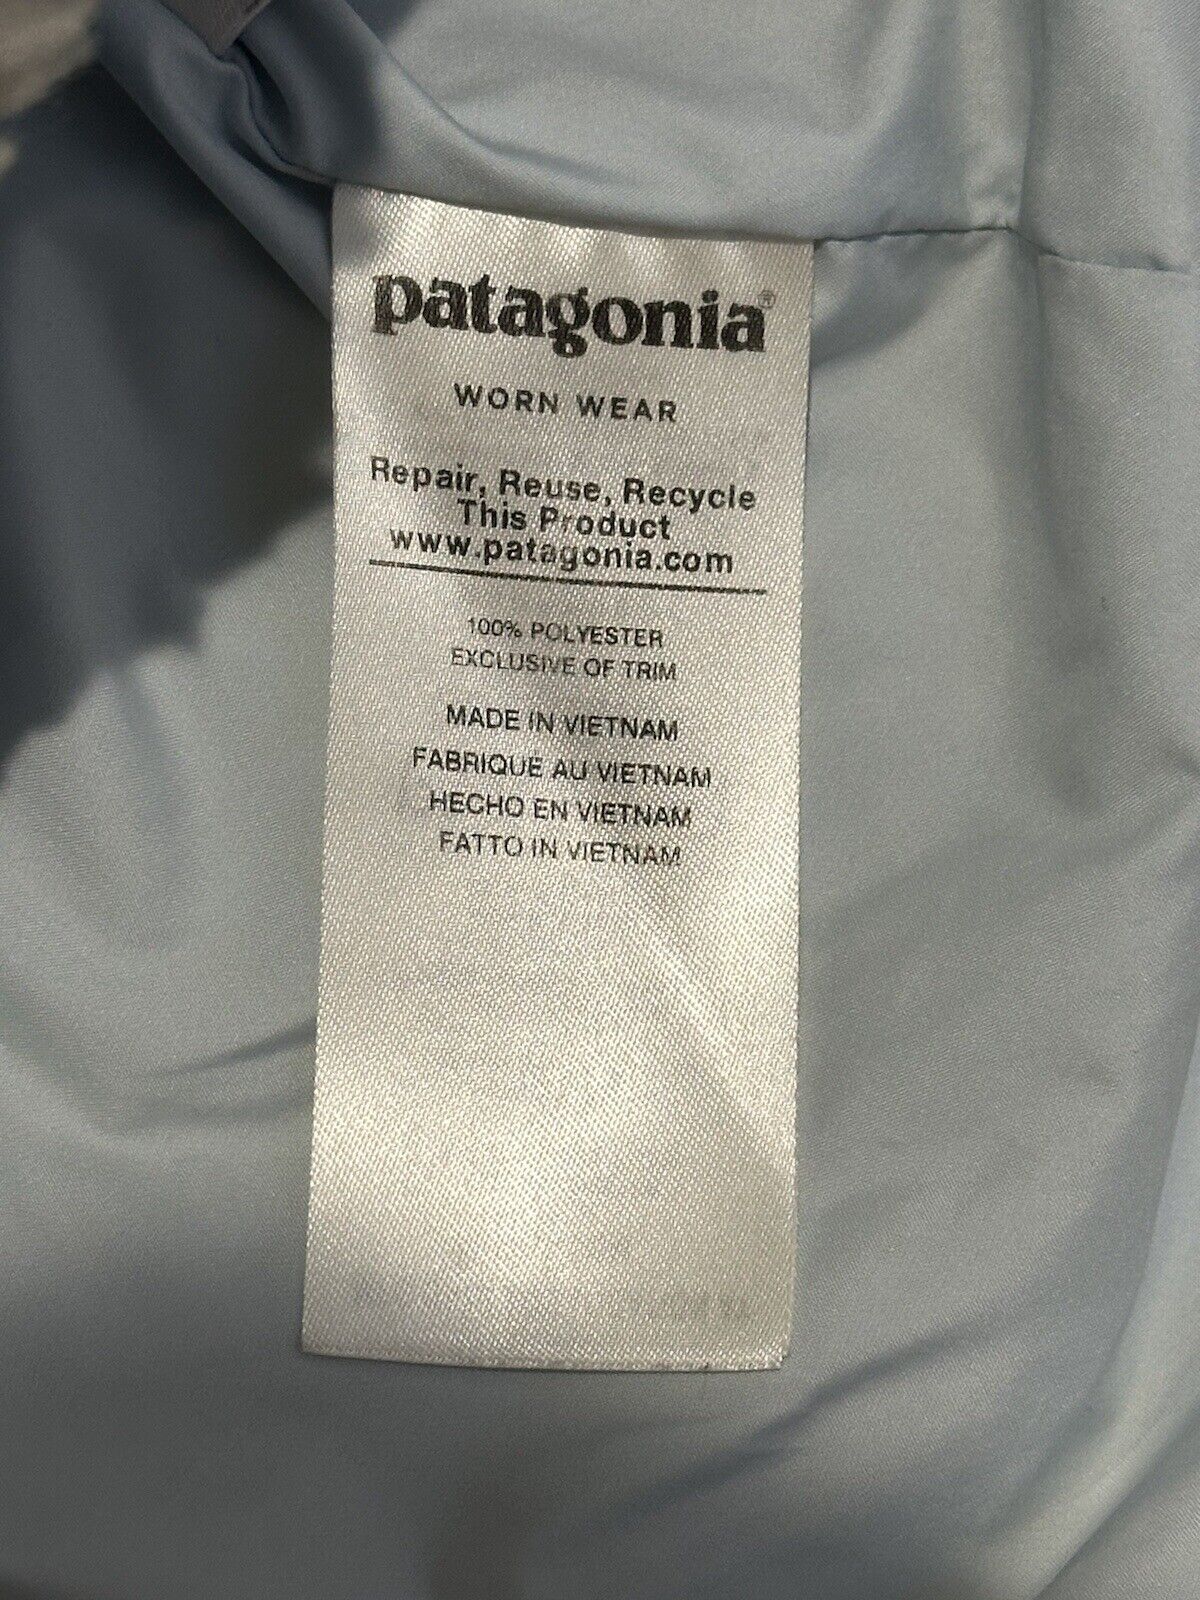 patagonia®
WORN WEAR
Repair, Reuse, Recycle
This Product
www.patagonia.com
100% POLYESTER
EXCLUSIVE OF TRIM
MADE IN VIETNAM
FABRIQUE AU VIETNAM
HECHO EN VIETNAM
FATTO IN VIETNAM